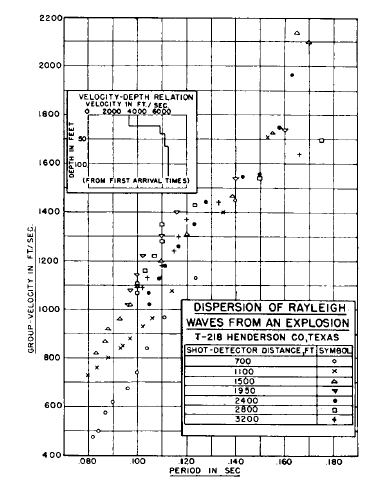 2200
2000
1800
1600
1400
1200
1000
800
600
400
GROUP-VELOCITY IN FT/SEC.
VELOCITY-DEPTH RELATION
VELOCITY IN FT/SEC.
0 2000 4000 6000
DEPTH IN FEET
50
100
(FROM FIRST ARRIVAL TIMES)
DISPERSION OF RAYLEIGH
WAVES FROM AN EXPLOSION
T-218 HENDERSON CO, TEXAS
SHOT-DETECTOR DISTANCE, FT SYMBOL
700 o
1100 ×
1500 △
1950 ▼
2400 ●
2800 □
3200 +
.080 .100 .120 .140 .160 .180
PERIOD IN SEC